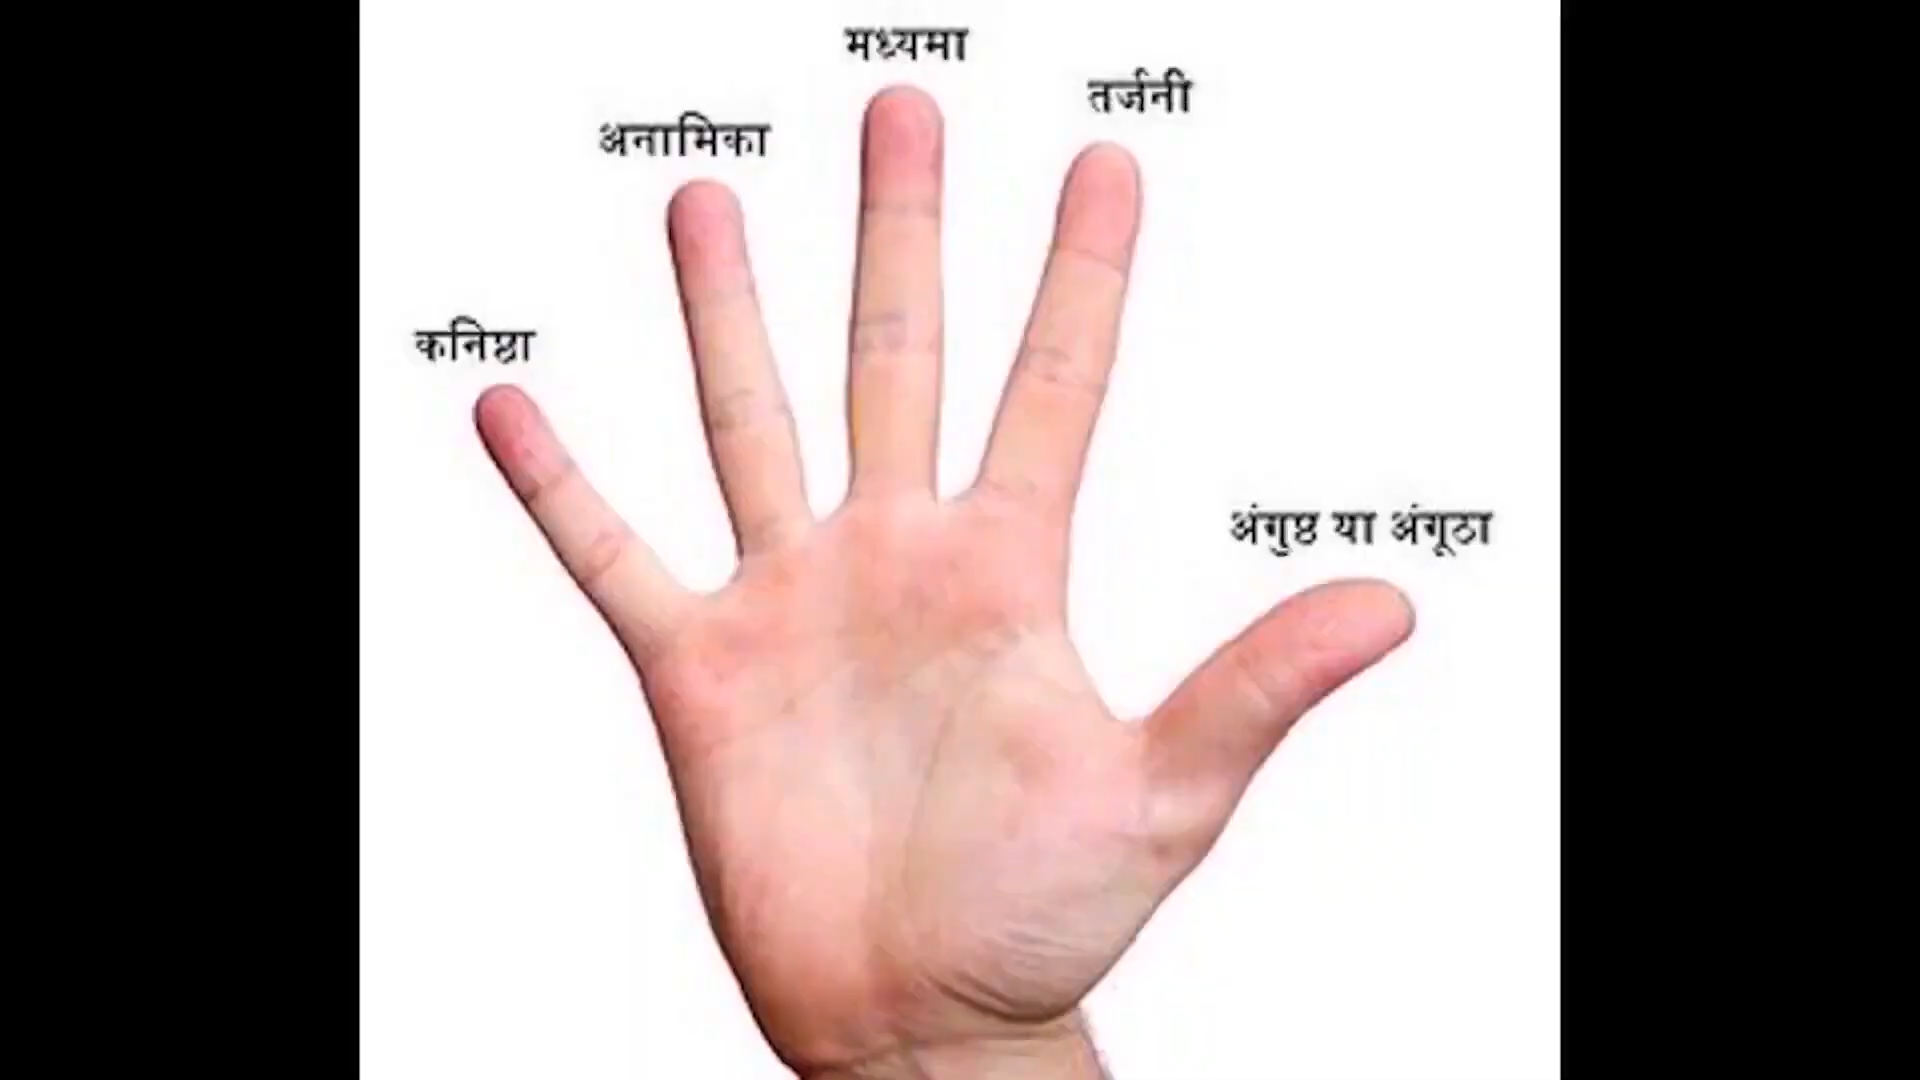 मध्यमा
तर्जनी
अनामिका
कनिष्ठा
अंगुष्ठ या अंगूठा